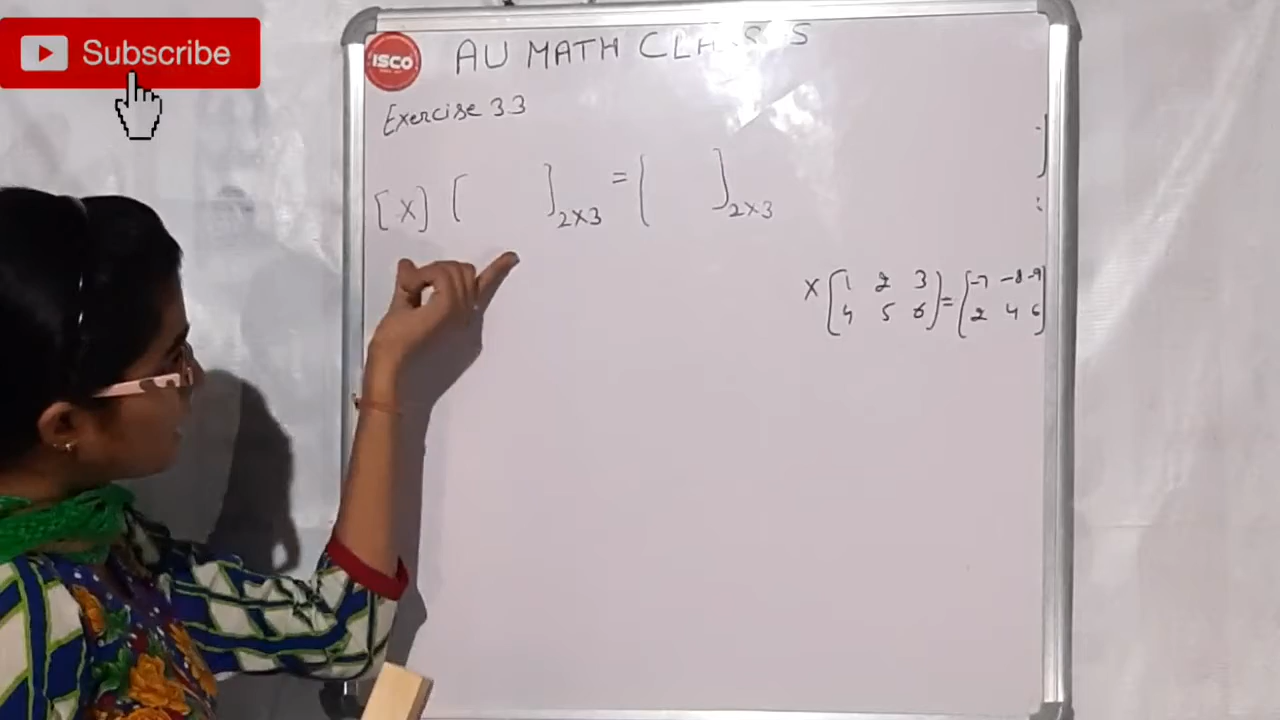 Subscribe
ISCO
AU MATH CLASSES
Exercise 3.3
[X] [ ]2×3 = [ ]2×3
X [1 2 3] = [-7 -8 -9]
[4 5 6] [2 4 6]